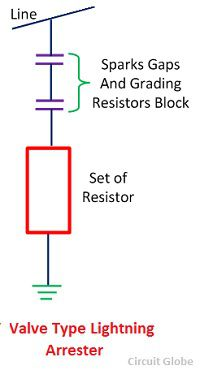 Line
Sparks Gaps
And Grading
Resistors Block
Set of
Resistor
Valve Type Lightning
Arrester
Circuit Globe